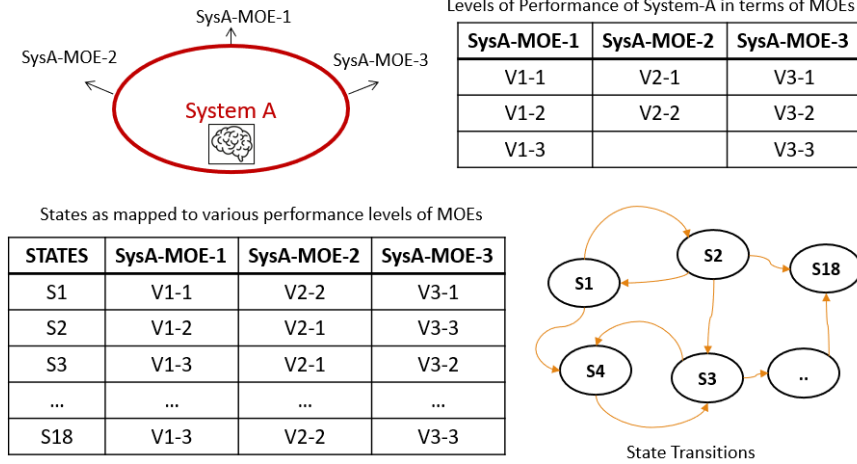 SysA-MOE-1
SysA-MOE-2
SysA-MOE-3
System A
Levels of Performance of System-A in terms of MOEs
SysA-MOE-1 SysA-MOE-2 SysA-MOE-3
V1-1 V2-1 V3-1
V1-2 V2-2 V3-2
V1-3 V3-3
States as mapped to various performance levels of MOEs
STATES SysA-MOE-1 SysA-MOE-2 SysA-MOE-3
S1 V1-1 V2-2 V3-1
S2 V1-2 V2-1 V3-3
S3 V1-3 V2-1 V3-2
... ... ... ...
S18 V1-3 V2-2 V3-3
S1
S2
S18
S4
S3
..
State Transitions